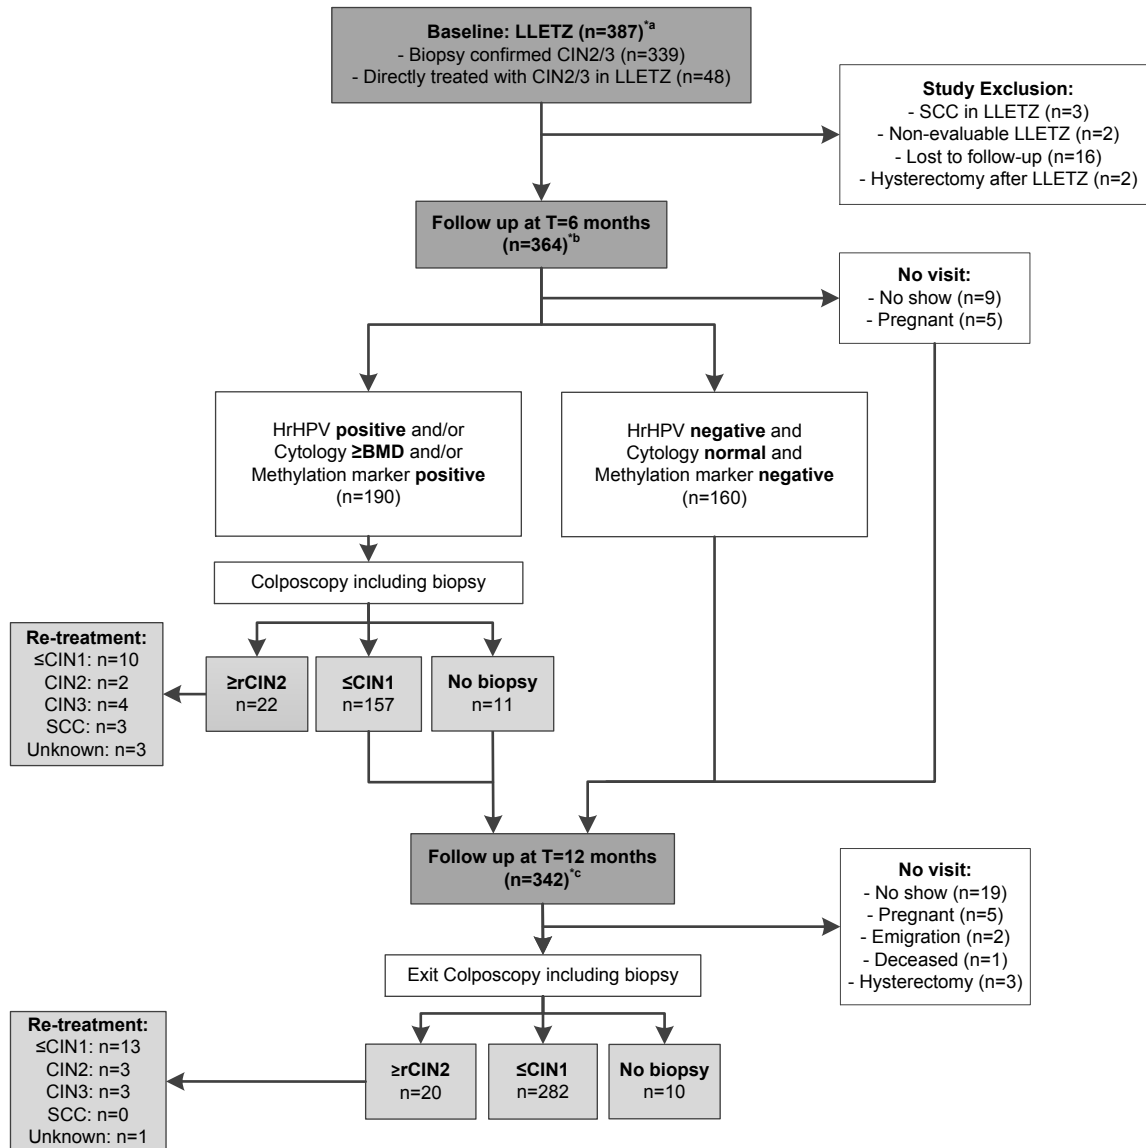 Baseline: LLETZ (n=387)*a
- Biopsy confirmed CIN2/3 (n=339)
- Directly treated with CIN2/3 in LLETZ (n=48)
Study Exclusion:
- SCC in LLETZ (n=3)
- Non-evaluable LLETZ (n=2)
- Lost to follow-up (n=16)
- Hysterectomy after LLETZ (n=2)
Follow up at T=6 months
(n=364)*b
No visit:
- No show (n=9)
- Pregnant (n=5)
HrHPV positive and/or
Cytology ≥BMD and/or
Methylation marker positive
(n=190)
HrHPV negative and
Cytology normal and
Methylation marker negative
(n=160)
Colposcopy including biopsy
Re-treatment:
≤CIN1: n=10
CIN2: n=2
CIN3: n=4
SCC: n=3
Unknown: n=3
≥rCIN2
n=22
≤CIN1
n=157
No biopsy
n=11
Follow up at T=12 months
(n=342)*c
No visit:
- No show (n=19)
- Pregnant (n=5)
- Emigration (n=2)
- Deceased (n=1)
- Hysterectomy (n=3)
Exit Colposcopy including biopsy
Re-treatment:
≤CIN1: n=13
CIN2: n=3
CIN3: n=3
SCC: n=0
Unknown: n=1
≥rCIN2
n=20
≤CIN1
n=282
No biopsy
n=10